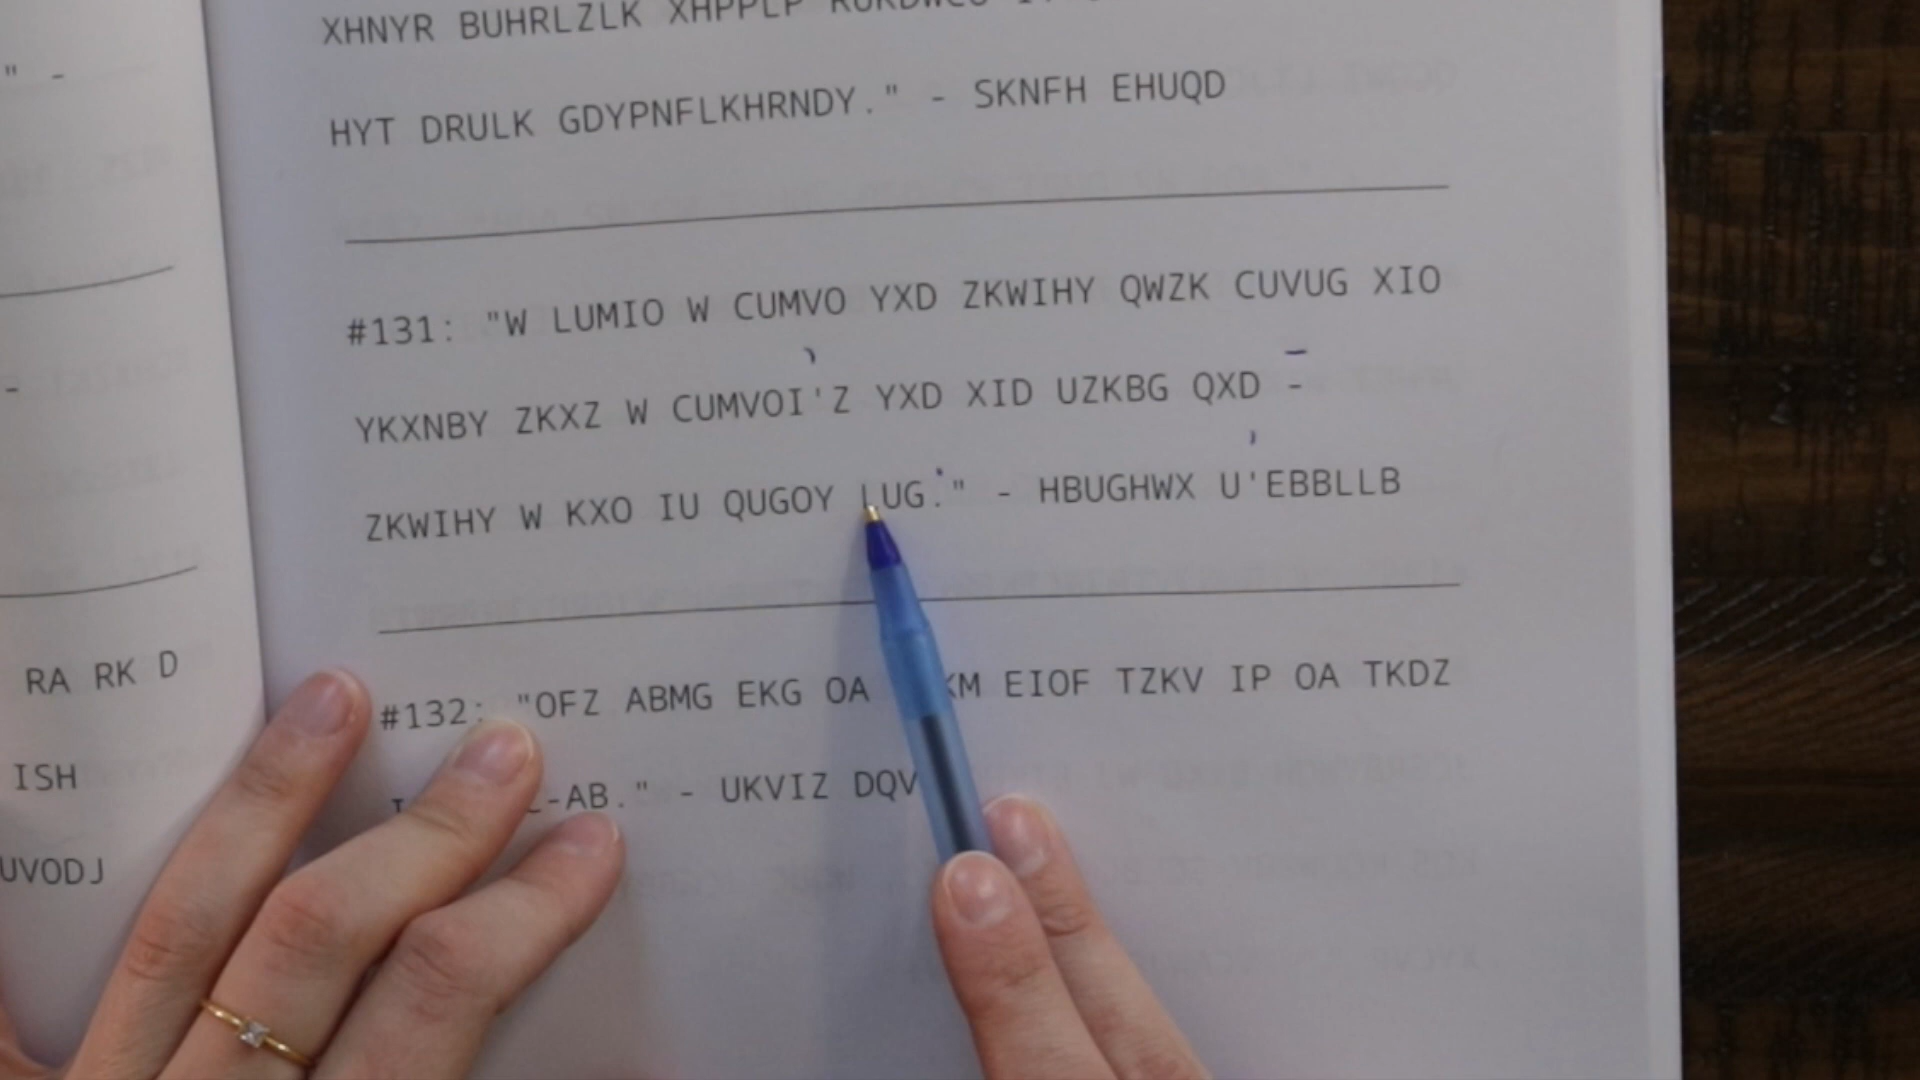 " -
XHNYR BUHRLZLK XHPPLP
HYT DRULK GDYPNFLKHRNDY." - SKNFH EHUQD
#131: "W LUMIO W CUMVO YXD ZKWIHY QWZK CUVUG XIO
YKXNBY ZKXZ W CUMVOI'Z YXD XID UZKBG QXD -
ZKWIHY W KXO IU QUGOY LUG." - HBUGHWX U'EBBLLB
-
RA RK D
#132: "OFZ ABMG EKG OA EIOF TZKV IP OA TKDZ
ISH
-AB." - UKVIZ DQV
UVODJ